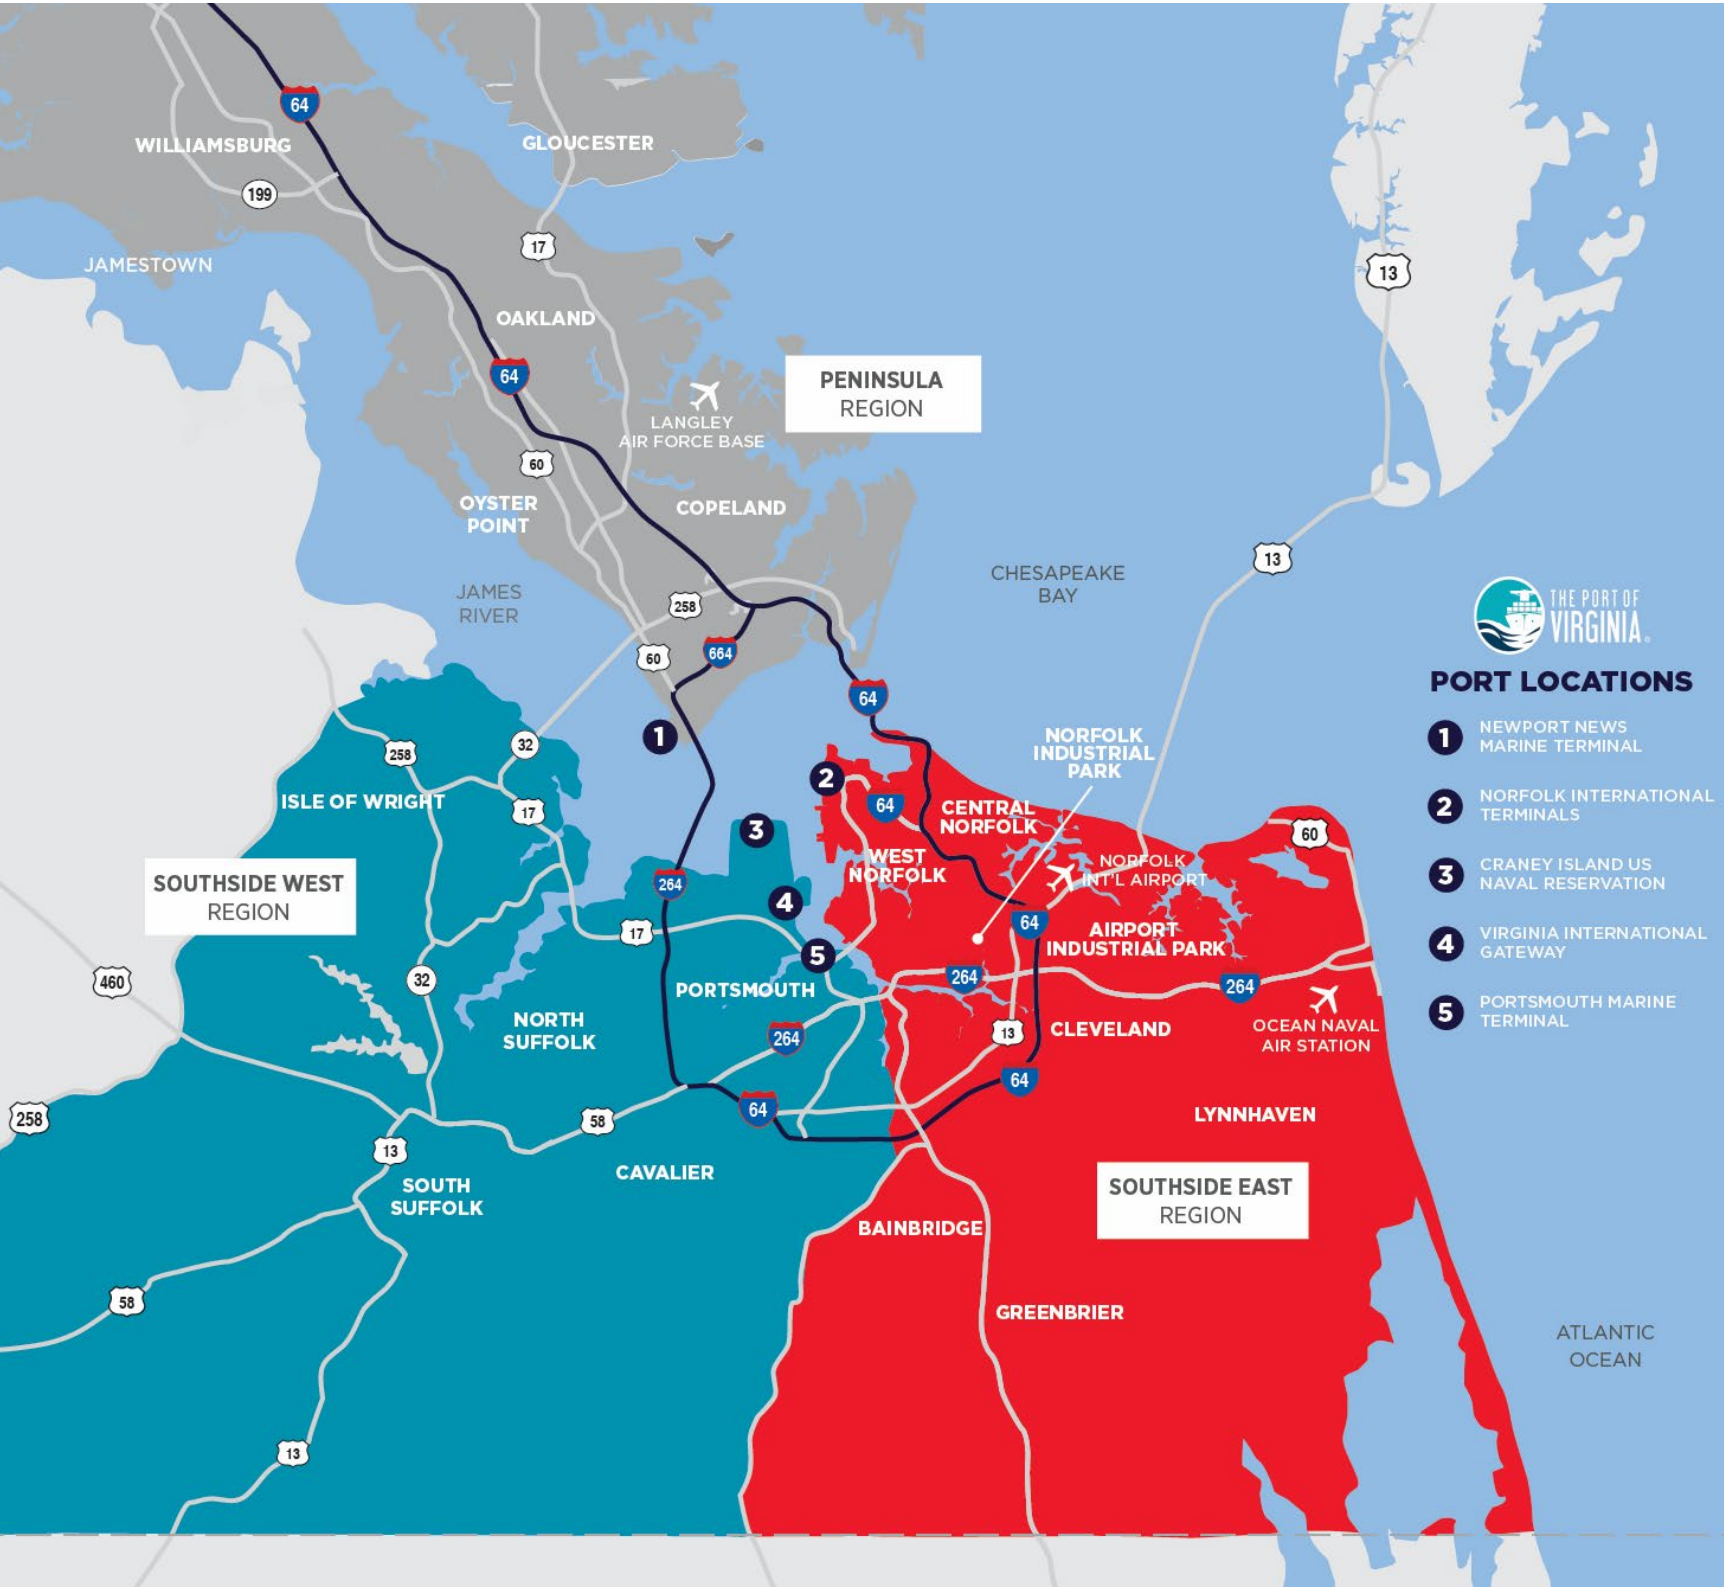 64
WILLIAMSBURG
GLOUCESTER
199
17
JAMESTOWN
13
OAKLAND
64
PENINSULA
REGION
LANGLEY
AIR FORCE BASE
60
OYSTER
POINT
COPELAND
13
CHESAPEAKE
BAY
JAMES
RIVER
258
664
60
64
THE PORT OF
VIRGINIA
PORT LOCATIONS
1 NEWPORT NEWS
MARINE TERMINAL
2 NORFOLK INTERNATIONAL
TERMINALS
3 CRANEY ISLAND US
NAVAL RESERVATION
4 VIRGINIA INTERNATIONAL
GATEWAY
5 PORTSMOUTH MARINE
TERMINAL
1
32
258
NORFOLK
INDUSTRIAL
PARK
2
ISLE OF WRIGHT
17
64
CENTRAL
NORFOLK
3
60
WEST
NORFOLK
NORFOLK
INT'L AIRPORT
SOUTHSIDE WEST
REGION
264
4
17
64
AIRPORT
INDUSTRIAL PARK
5
460
32
PORTSMOUTH
264
264
NORTH
SUFFOLK
264
13
CLEVELAND
OCEAN NAVAL
AIR STATION
64
258
58
64
LYNNHAVEN
13
CAVALIER
SOUTH
SUFFOLK
SOUTHSIDE EAST
REGION
BAINBRIDGE
58
GREENBRIER
ATLANTIC
OCEAN
13